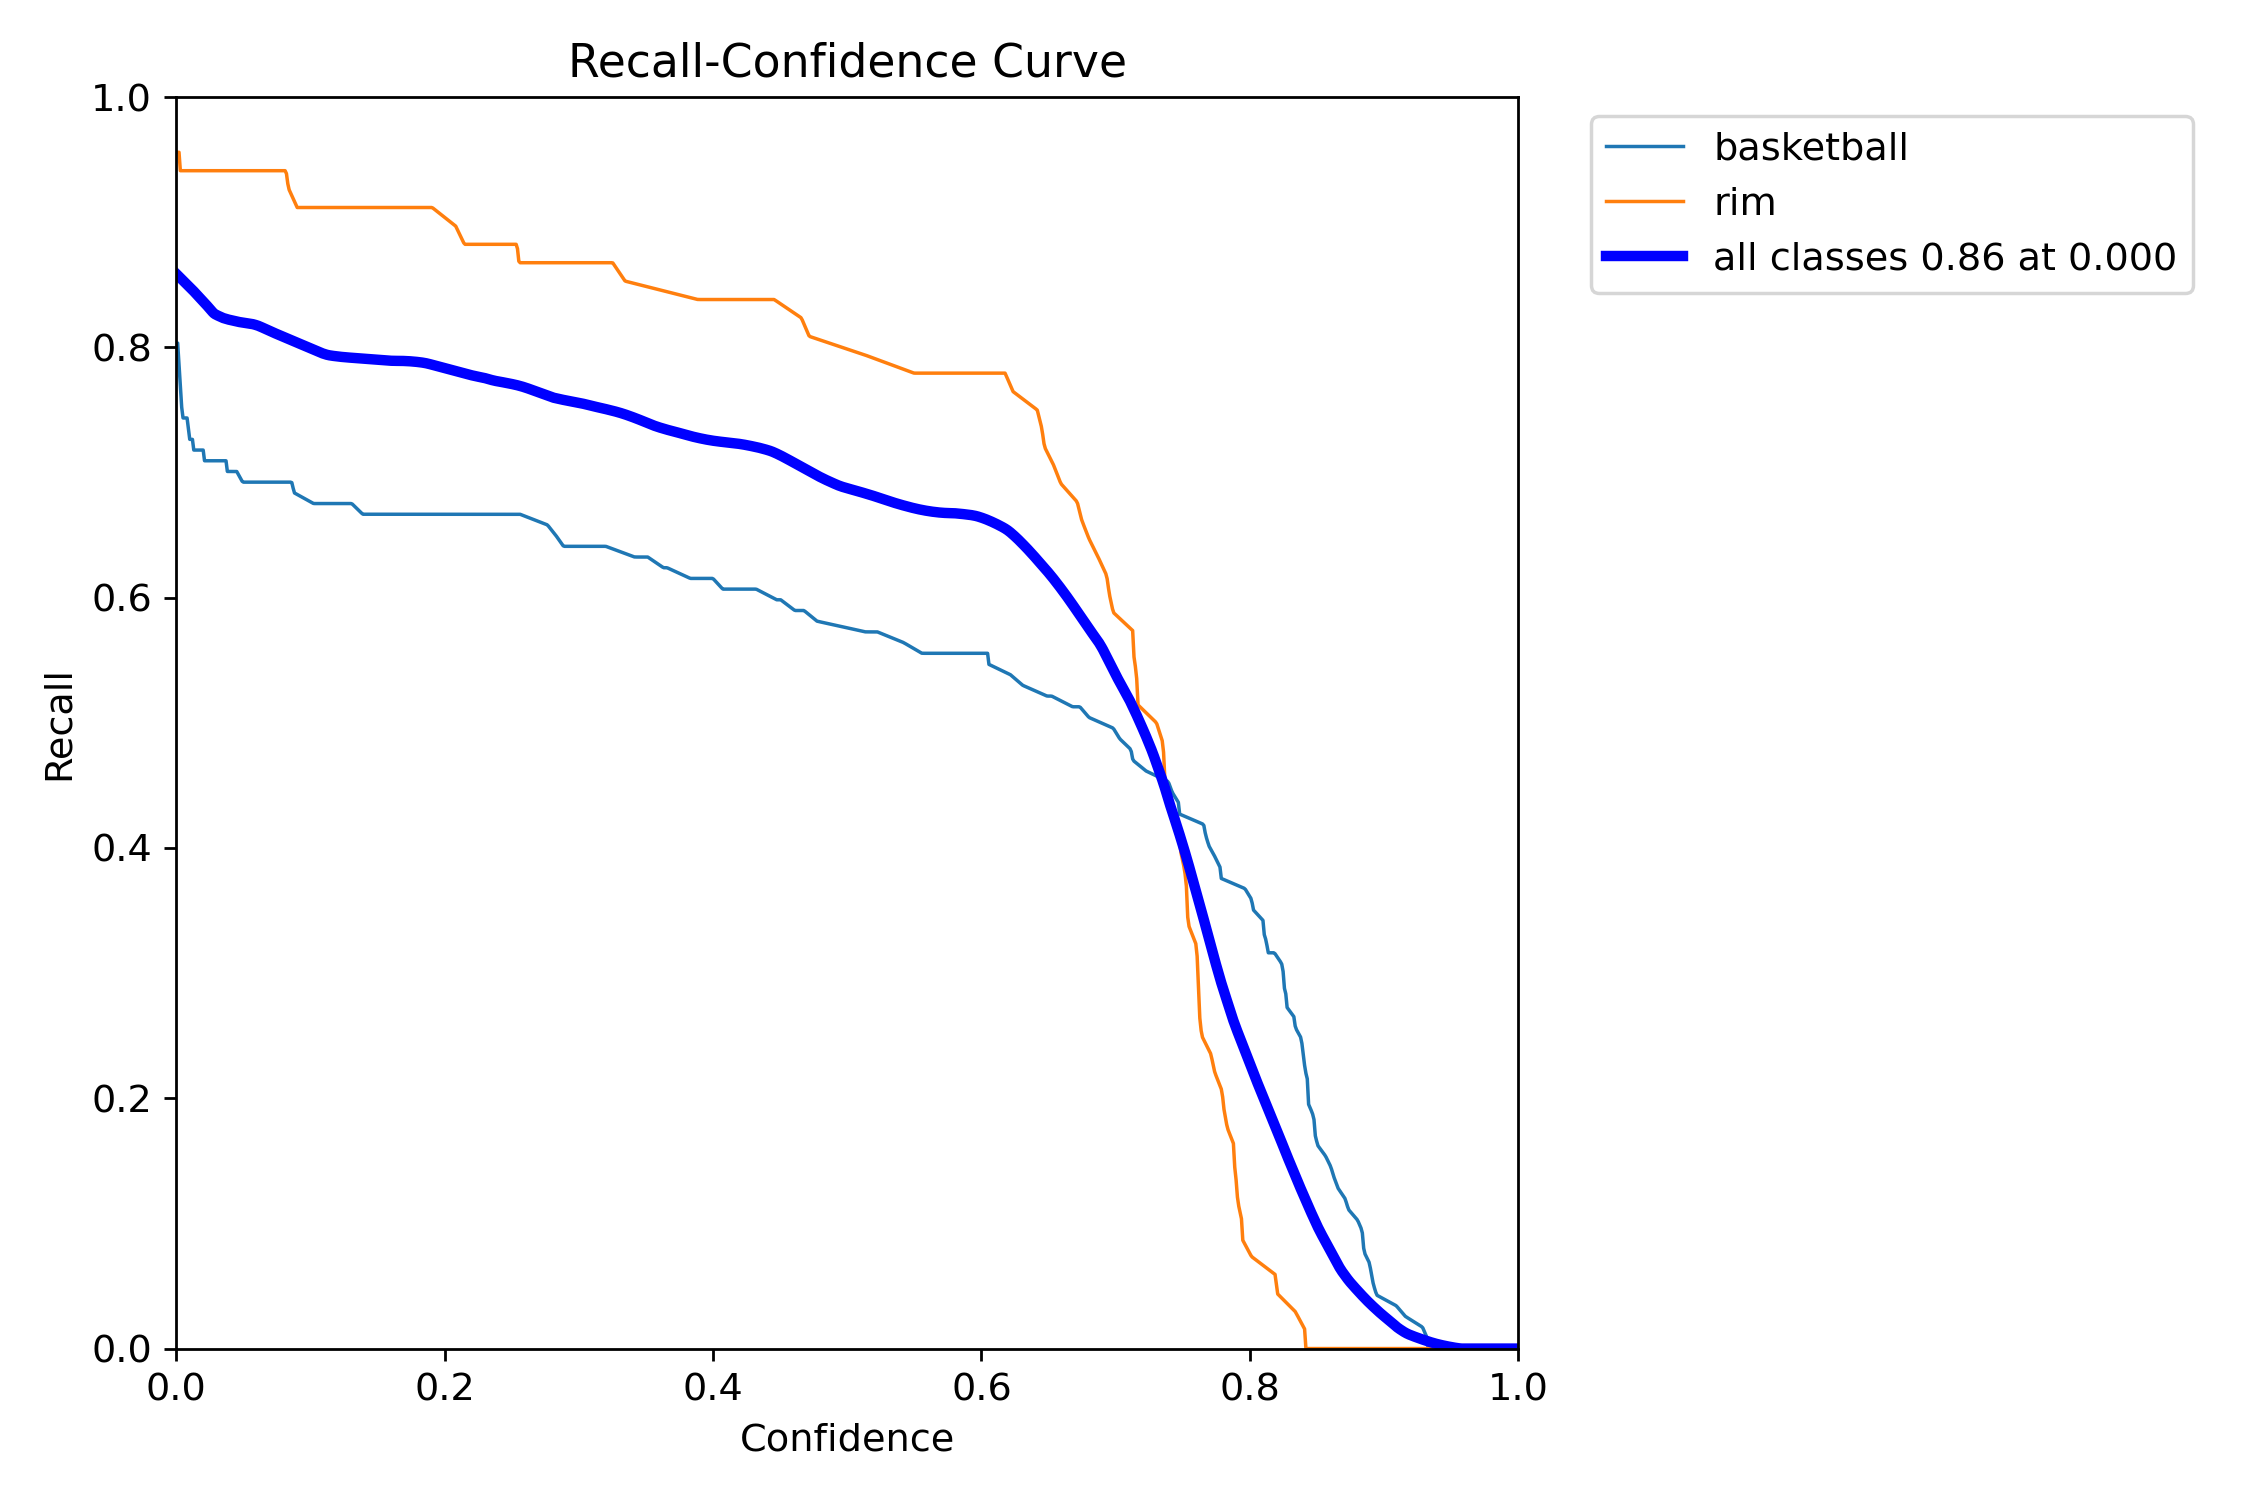 Recall-Confidence Curve
1.0
0.8
0.6
0.4
0.2
0.0
Recall
0.0 0.2 0.4 0.6 0.8 1.0
Confidence
basketball
rim
all classes 0.86 at 0.000